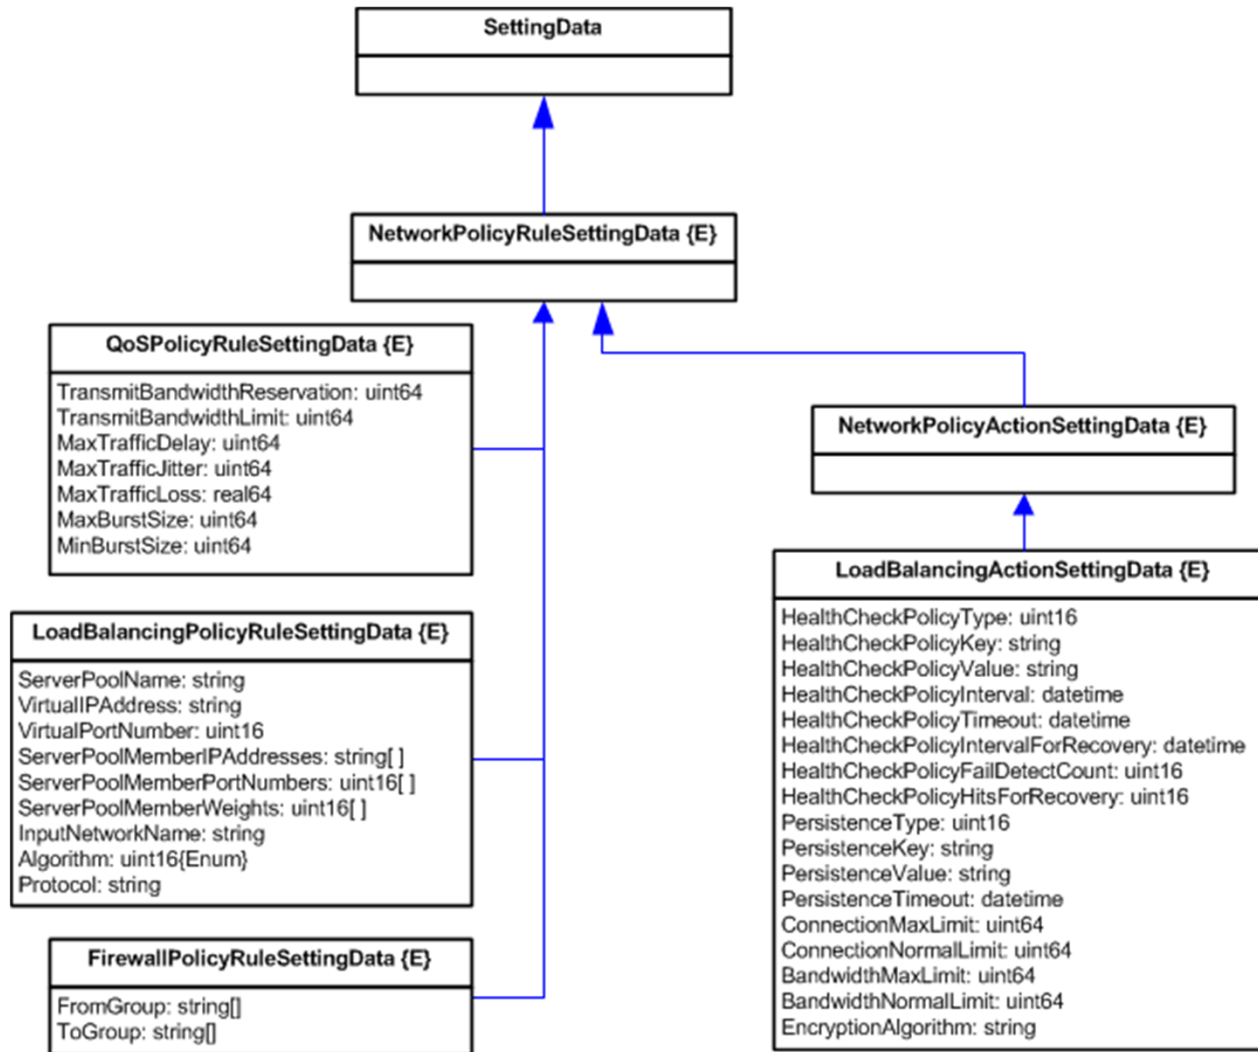 SettingData
NetworkPolicyRuleSettingData {E}
QoSPolicyRuleSettingData {E}
TransmitBandwidthReservation: uint64
TransmitBandwidthLimit: uint64
MaxTrafficDelay: uint64
MaxTrafficJitter: uint64
MaxTrafficLoss: real64
MaxBurstSize: uint64
MinBurstSize: uint64
LoadBalancingPolicyRuleSettingData {E}
ServerPoolName: string
VirtualIPAddress: string
VirtualPortNumber: uint16
ServerPoolMemberIPAddresses: string[ ]
ServerPoolMemberPortNumbers: uint16[ ]
ServerPoolMemberWeights: uint16[ ]
InputNetworkName: string
Algorithm: uint16{Enum}
Protocol: string
FirewallPolicyRuleSettingData {E}
FromGroup: string[]
ToGroup: string[]
NetworkPolicyActionSettingData {E}
LoadBalancingActionSettingData {E}
HealthCheckPolicyType: uint16
HealthCheckPolicyKey: string
HealthCheckPolicyValue: string
HealthCheckPolicyInterval: datetime
HealthCheckPolicyTimeout: datetime
HealthCheckPolicyIntervalForRecovery: datetime
HealthCheckPolicyFailDetectCount: uint16
HealthCheckPolicyHitsForRecovery: uint16
PersistenceType: uint16
PersistenceKey: string
PersistenceValue: string
PersistenceTimeout: datetime
ConnectionMaxLimit: uint64
ConnectionNormalLimit: uint64
BandwidthMaxLimit: uint64
BandwidthNormalLimit: uint64
EncryptionAlgorithm: string